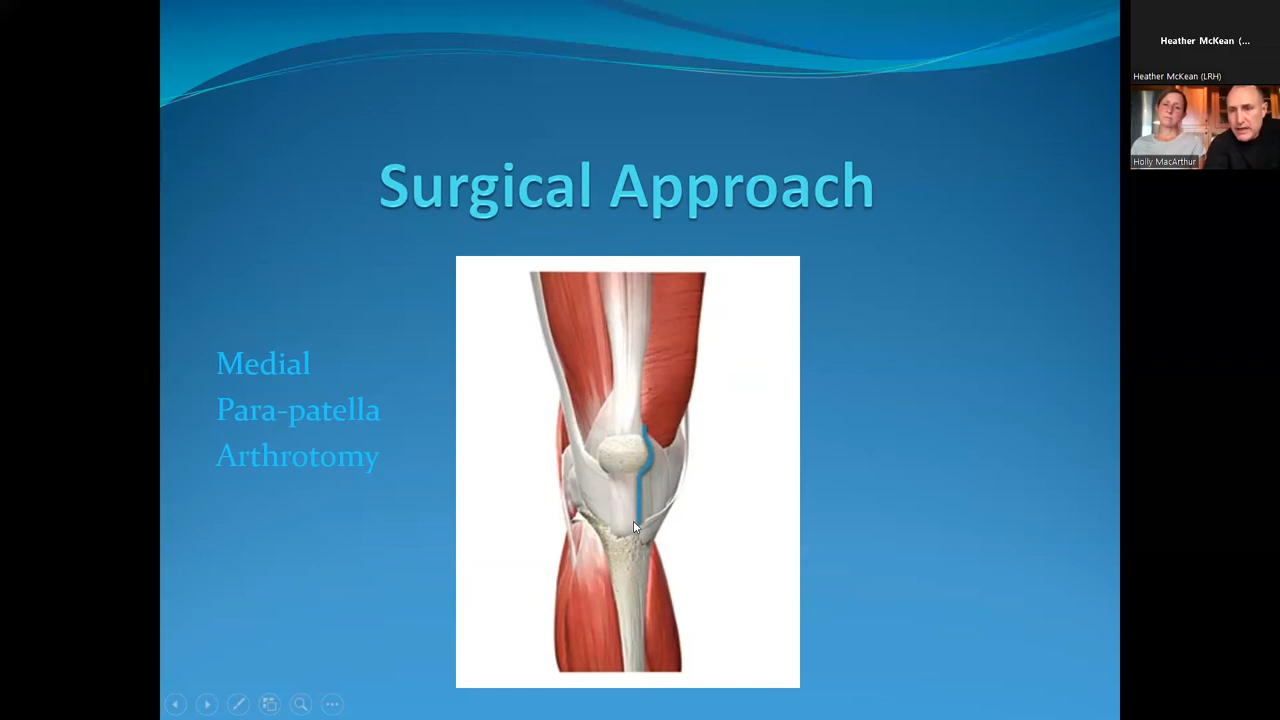 Surgical Approach
Medial
Para-patella
Arthrotomy
Heather McKean (...
Heather McKean (LRH)
Holly MacArthur